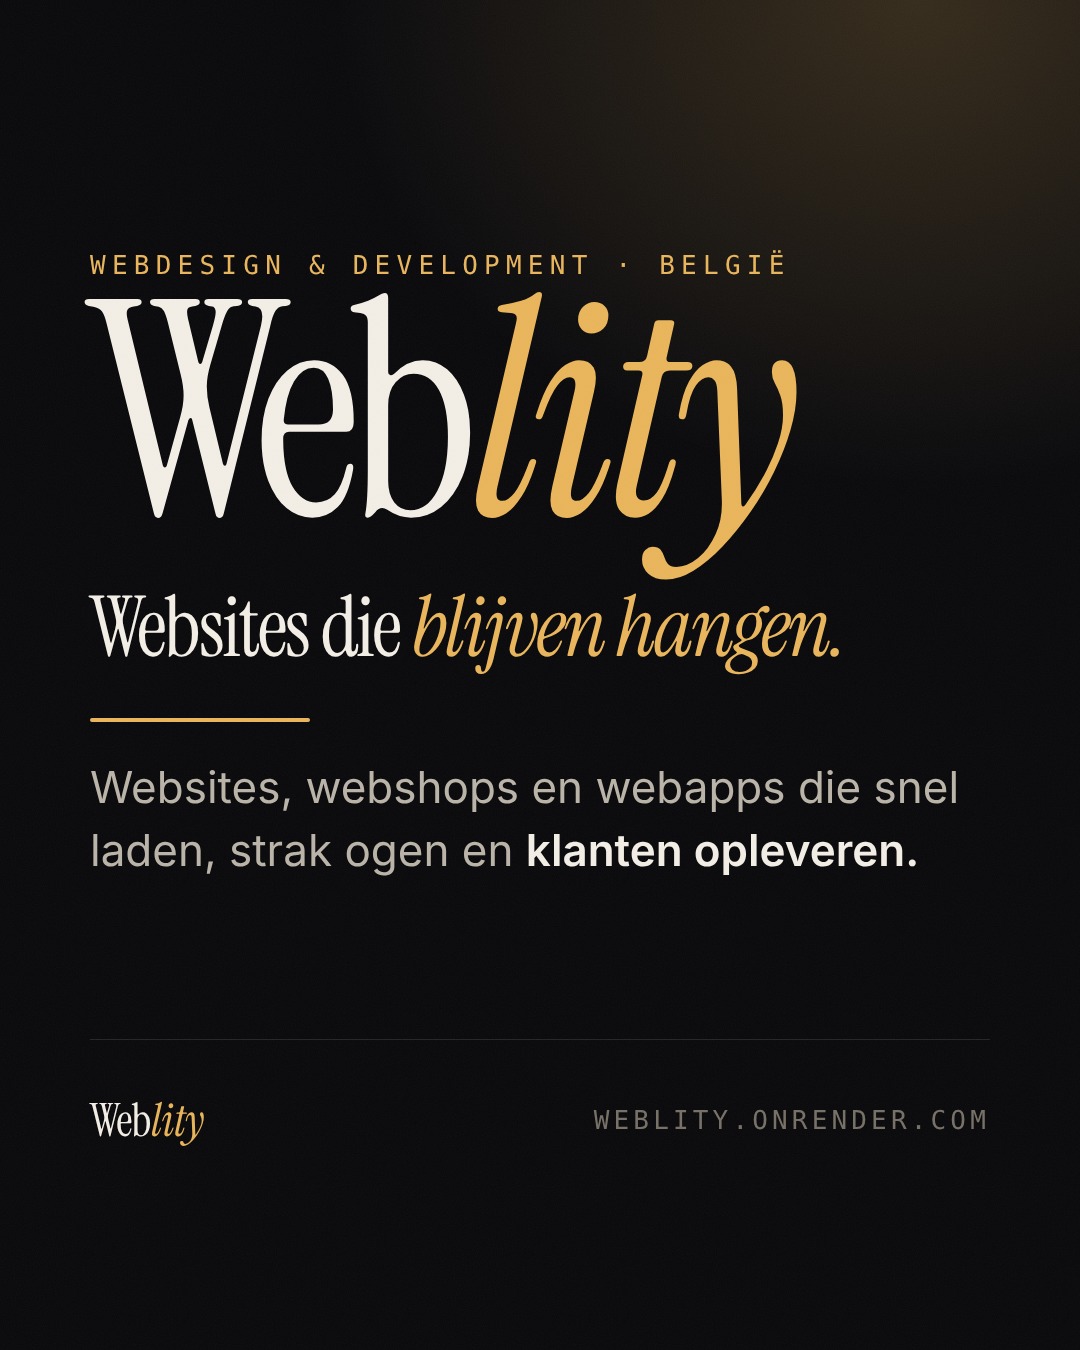 WEBDESIGN & DEVELOPMENT · BELGIË
Weblity
Websites die blijven hangen.
Websites, webshops en webapps die snel
laden, strak ogen en klanten opleveren.
Weblity
WEBLITY.ONRENDER.COM